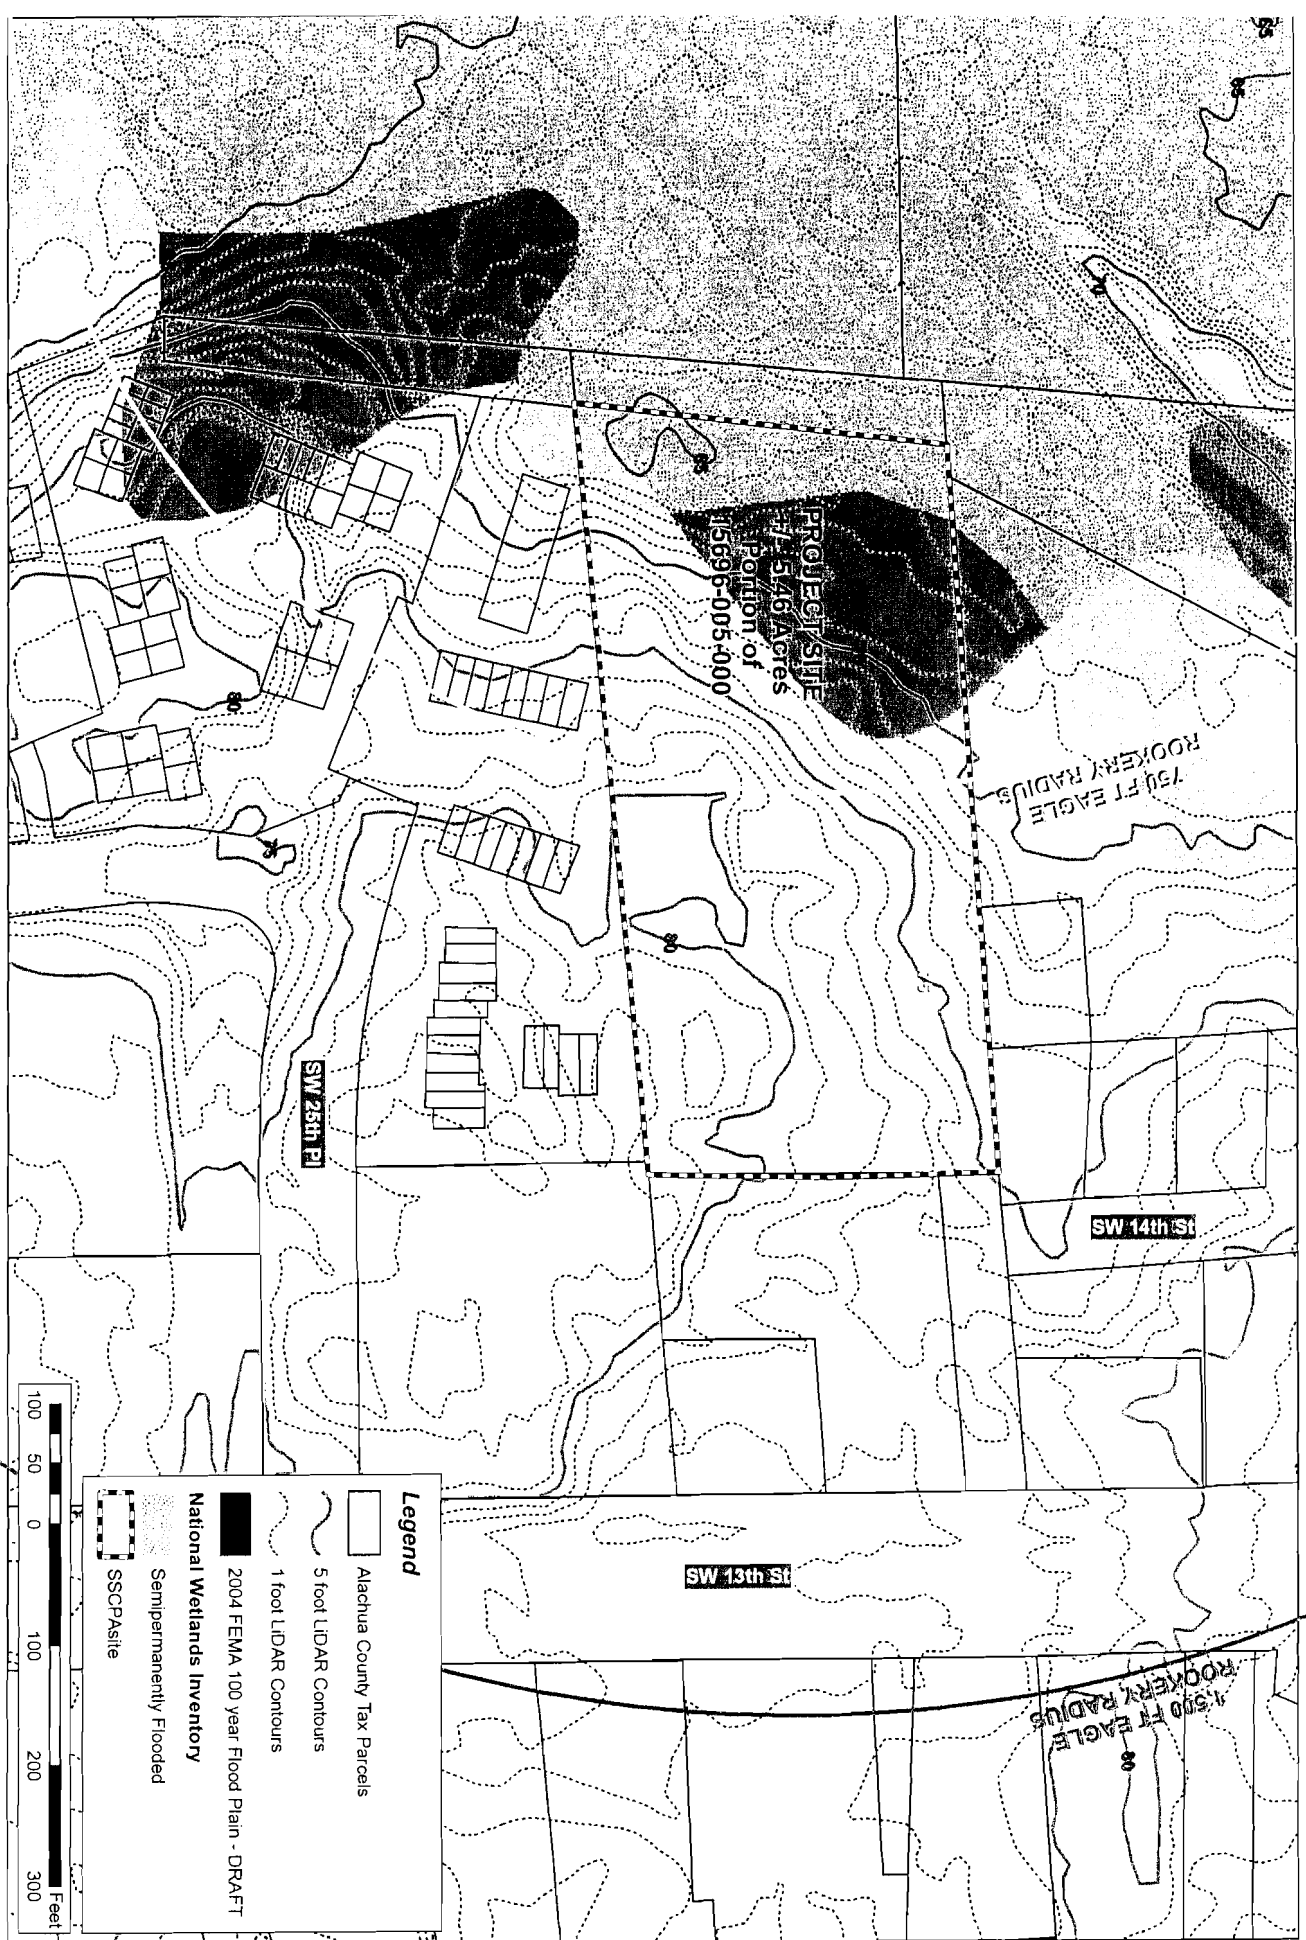 65
65
70
65
PROJECT SITE
+/- 5.46 Acres
Portion of
15696-005-000
750 FT EAGLE
ROOKERY RADIUS
80
75
80
SW 25th Pl
SW 14th St
SW 13th St
1,500 FT EAGLE
ROOKERY RADIUS
80
Legend
Alachua County Tax Parcels
5 foot LiDAR Contours
1 foot LiDAR Contours
2004 FEMA 100 year Flood Plain - DRAFT
National Wetlands Inventory
Semipermanently Flooded
SSCPAsite
100 50 0 100 200 300
Feet